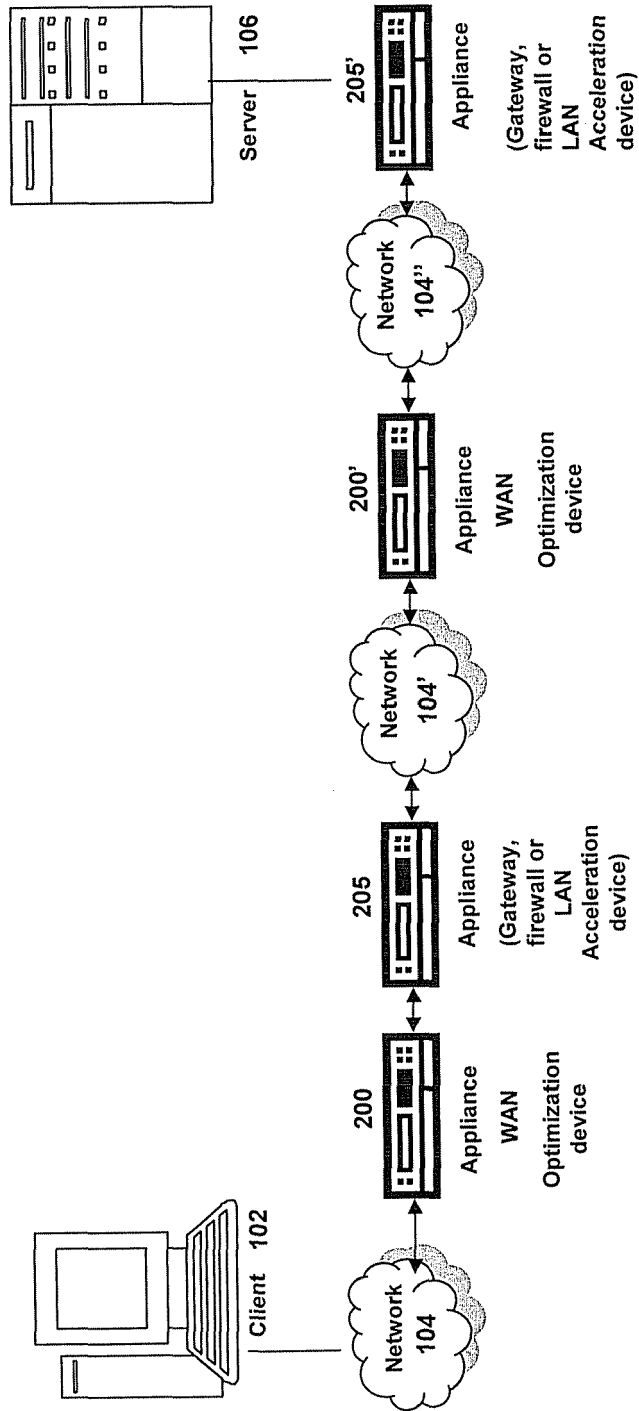 Client 102
Server 106
Network
104
200
Appliance
WAN
Optimization
device
205
Appliance
(Gateway,
firewall or
LAN
Acceleration
device)
Network
104'
200'
Appliance
WAN
Optimization
device
Network
104''
205'
Appliance
(Gateway,
firewall or
LAN
Acceleration
device)